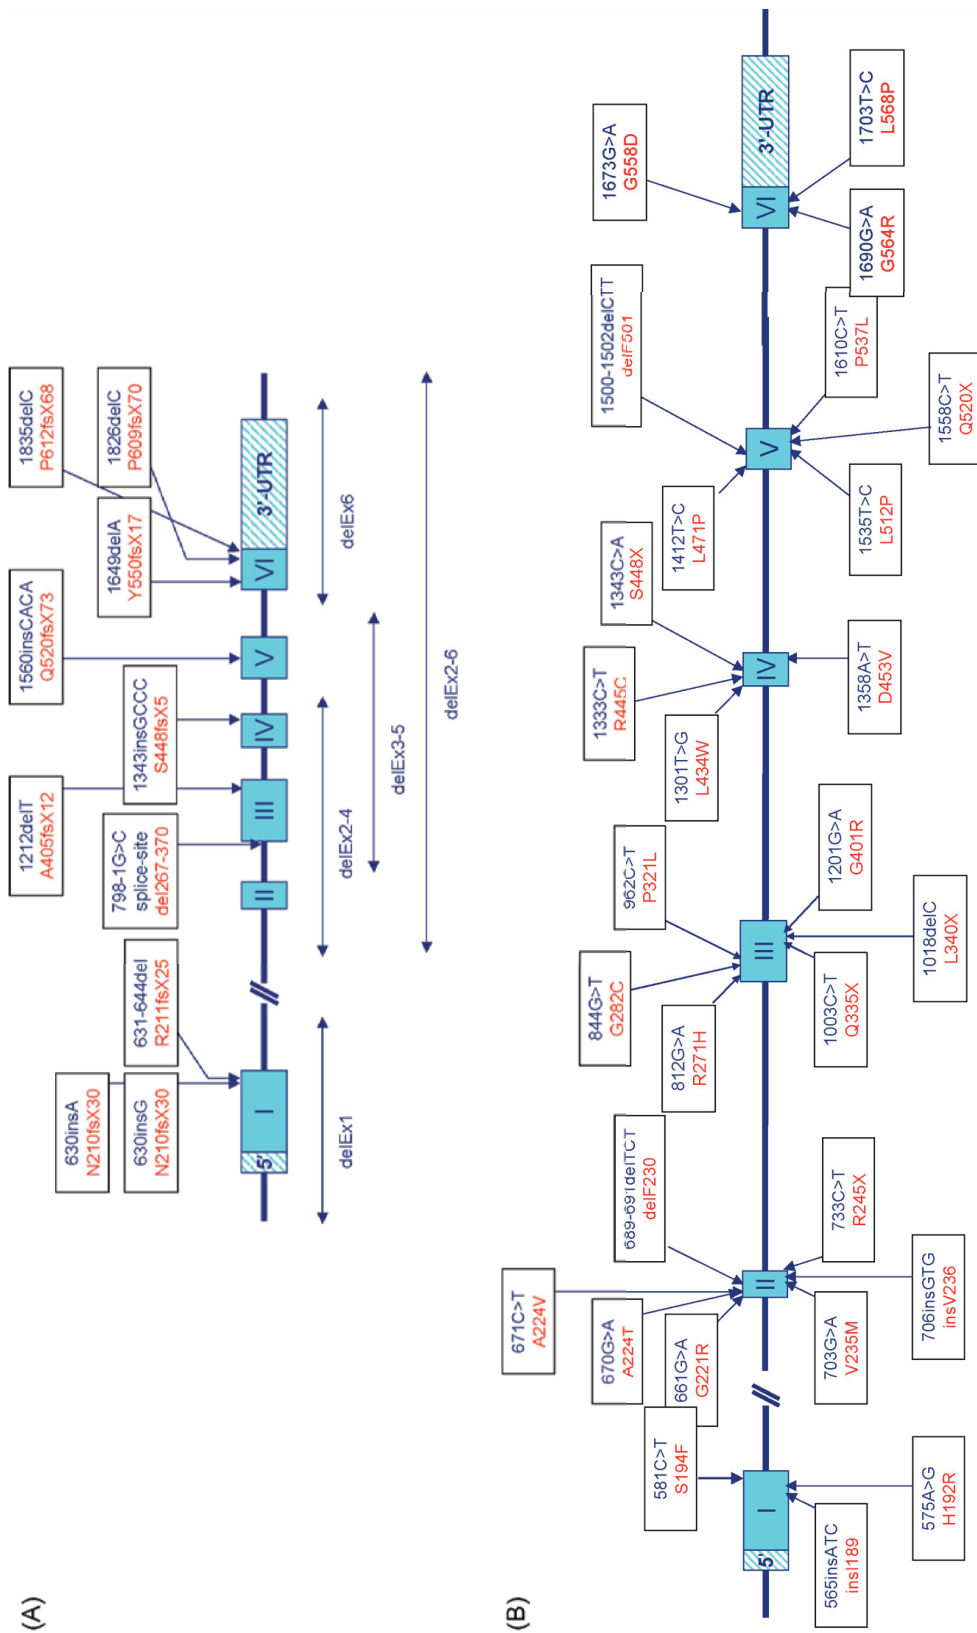 (A)
630insA
N210fsX30
630insG
N210fsX30
631-644del
R211fsX25
1212delT
A405fsX12
798-1G>C
splice-site
del267-370
1343insGCCC
S448fsX5
1560insCACA
Q520fsX73
1649delA
Y550fsX17
1835delC
P612fsX68
1826delC
P609fsX70
5'
I
II
III
IV
V
VI
3'-UTR
delEx1
delEx2-4
delEx6
delEx3-5
delEx2-6
(B)
581C>T
S194F
661G>A
G221R
670G>A
A224T
671C>T
A224V
689-691delTCT
delF230
812G>A
R271H
844G>T
G282C
962C>T
P321L
1301T>G
L434W
1333C>T
R445C
1343C>A
S448X
1412T>C
L471P
1500-1502delCTT
delF501
1673G>A
G558D
5'
I
II
III
IV
V
VI
3'-UTR
565insATC
insI189
575A>G
H192R
703G>A
V235M
706insGTG
insV236
733C>T
R245X
1003C>T
Q335X
1018delC
L340X
1201G>A
G401R
1358A>T
D453V
1535T>C
L512P
1558C>T
Q520X
1610C>T
P537L
1690G>A
G564R
1703T>C
L568P